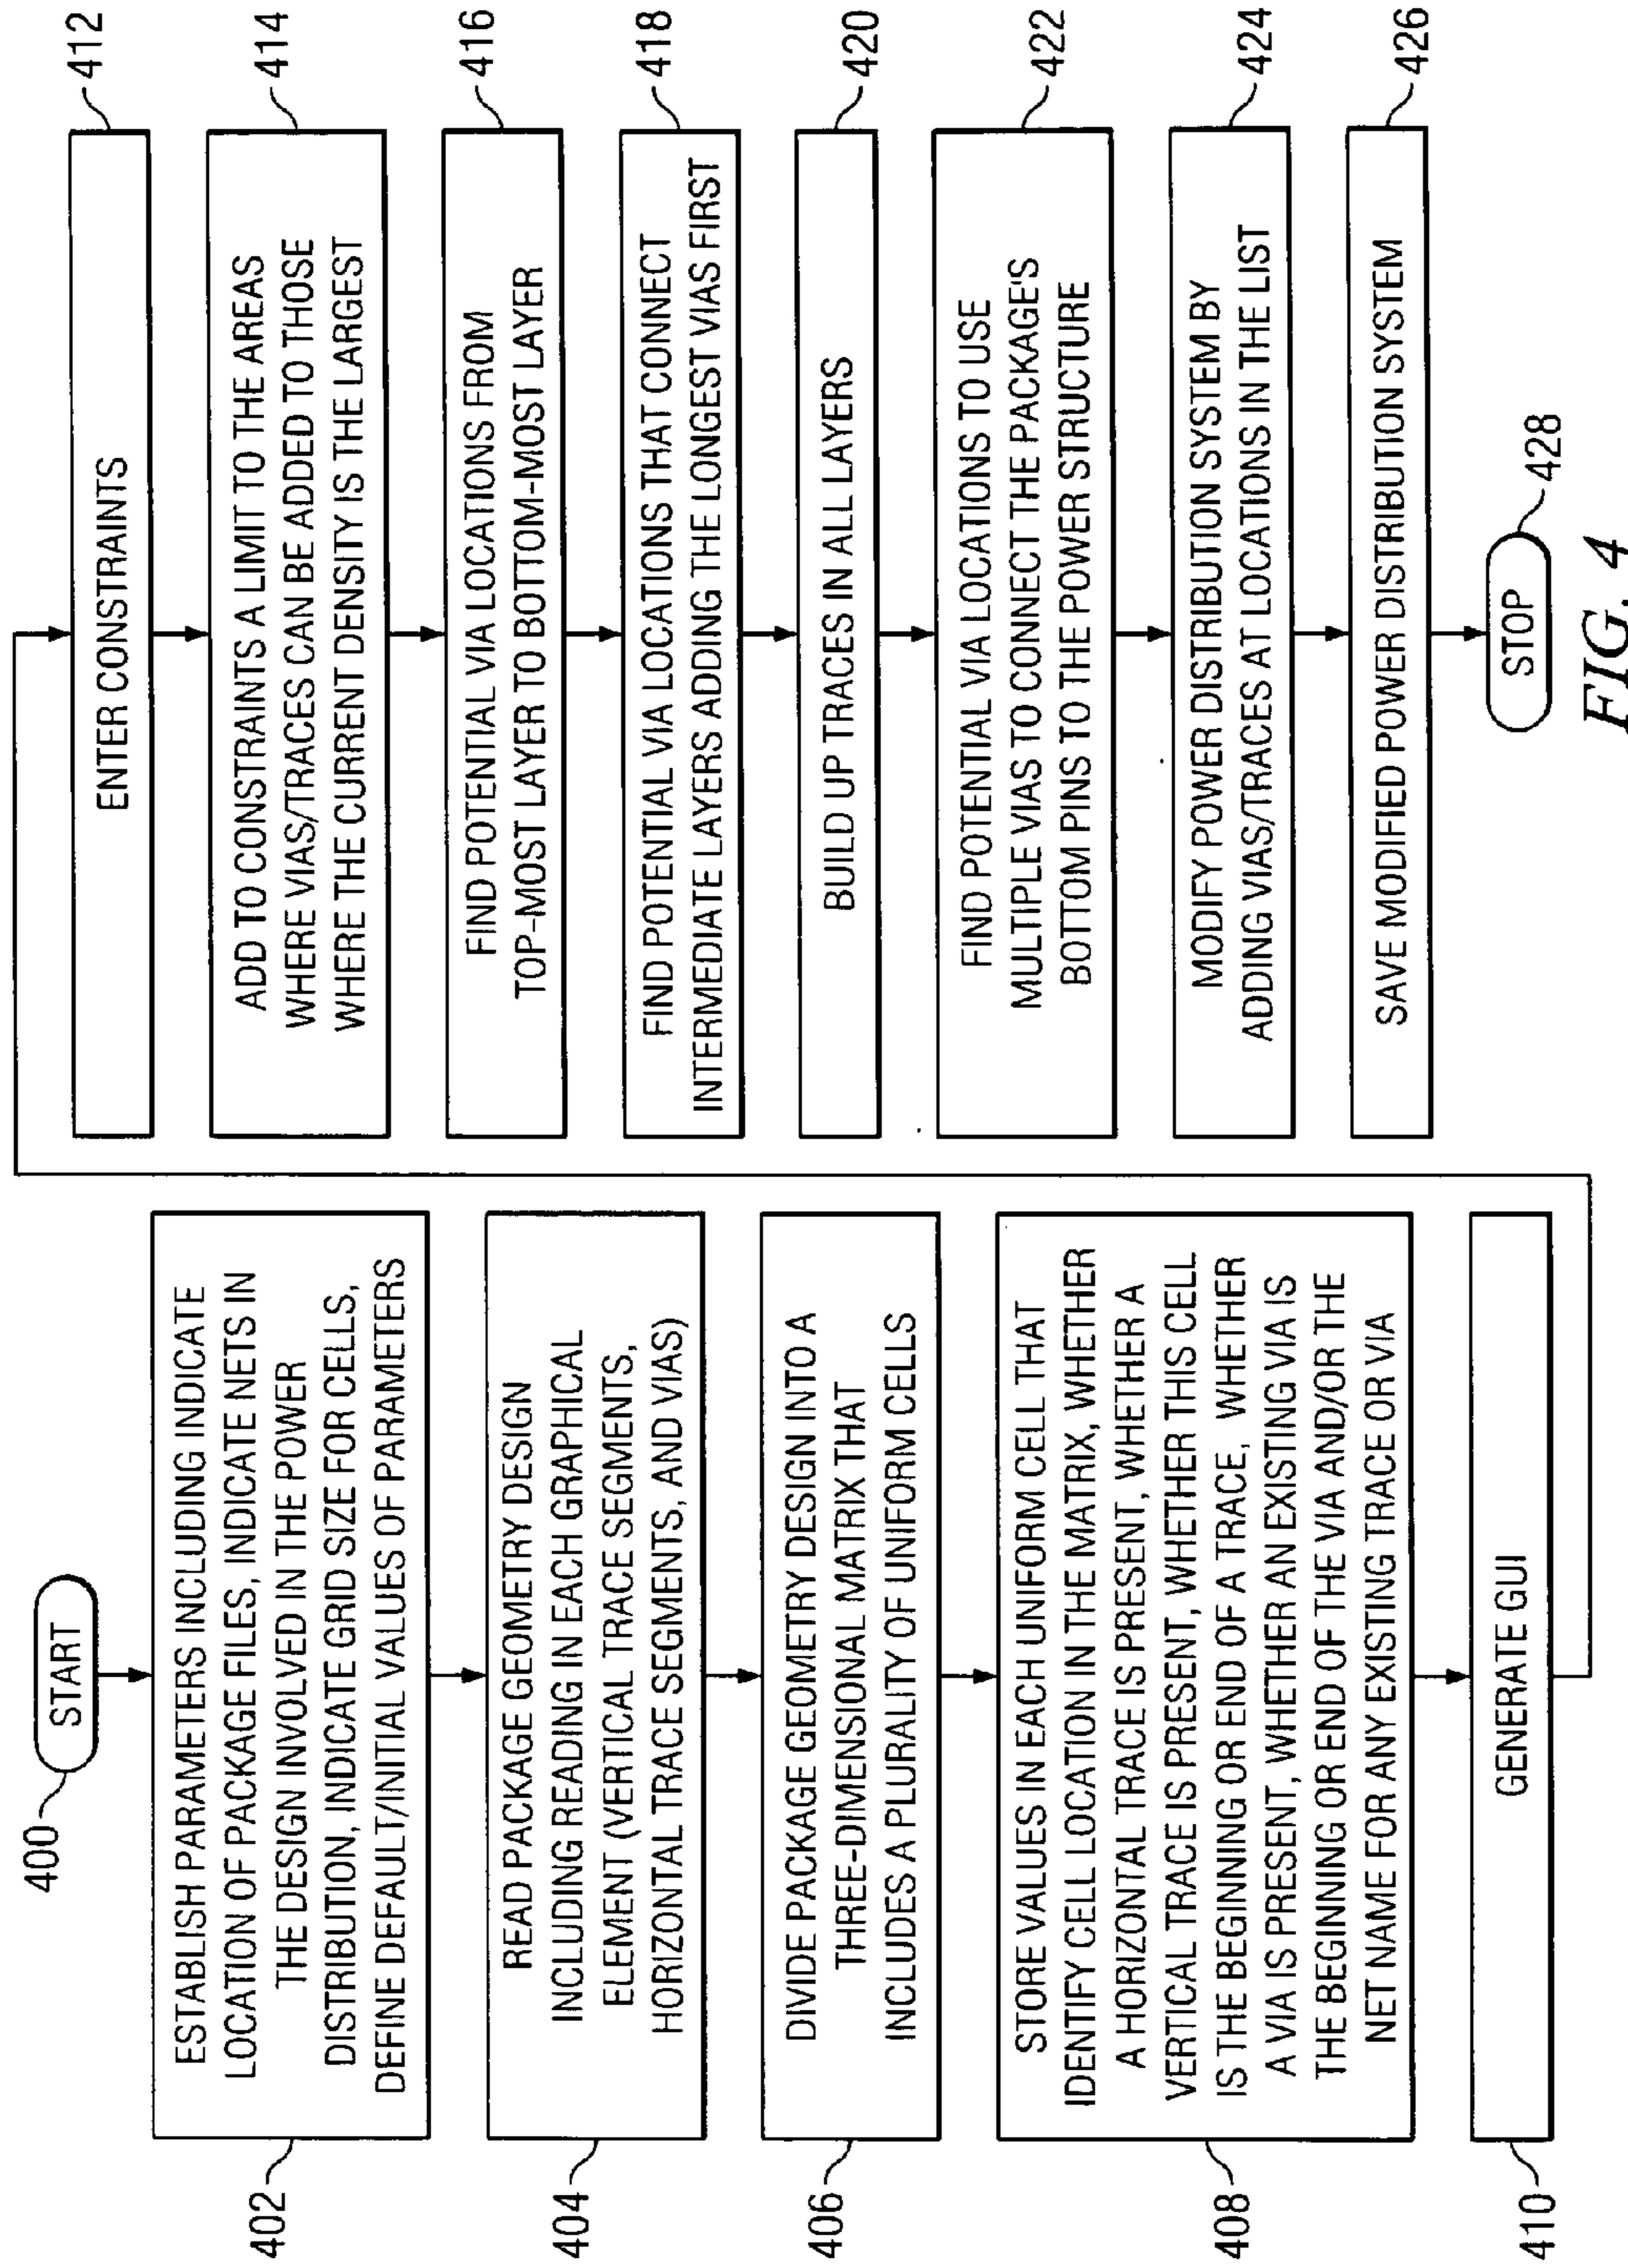 400
START
402
ESTABLISH PARAMETERS INCLUDING INDICATE
LOCATION OF PACKAGE FILES, INDICATE NETS IN
THE DESIGN INVOLVED IN THE POWER
DISTRIBUTION, INDICATE GRID SIZE FOR CELLS,
DEFINE DEFAULT/INITIAL VALUES OF PARAMETERS
404
READ PACKAGE GEOMETRY DESIGN
INCLUDING READING IN EACH GRAPHICAL
ELEMENT (VERTICAL TRACE SEGMENTS,
HORIZONTAL TRACE SEGMENTS, AND VIAS)
406
DIVIDE PACKAGE GEOMETRY DESIGN INTO A
THREE-DIMENSIONAL MATRIX THAT
INCLUDES A PLURALITY OF UNIFORM CELLS
408
STORE VALUES IN EACH UNIFORM CELL THAT
IDENTIFY CELL LOCATION IN THE MATRIX, WHETHER
A HORIZONTAL TRACE IS PRESENT, WHETHER A
VERTICAL TRACE IS PRESENT, WHETHER THIS CELL
IS THE BEGINNING OR END OF A TRACE, WHETHER
A VIA IS PRESENT, WHETHER AN EXISTING VIA IS
THE BEGINNING OR END OF THE VIA AND/OR THE
NET NAME FOR ANY EXISTING TRACE OR VIA
410
GENERATE GUI
412
ENTER CONSTRAINTS
414
ADD TO CONSTRAINTS A LIMIT TO THE AREAS
WHERE VIAS/TRACES CAN BE ADDED TO THOSE
WHERE THE CURRENT DENSITY IS THE LARGEST
416
FIND POTENTIAL VIA LOCATIONS FROM
TOP-MOST LAYER TO BOTTOM-MOST LAYER
418
FIND POTENTIAL VIA LOCATIONS THAT CONNECT
INTERMEDIATE LAYERS ADDING THE LONGEST VIAS FIRST
420
BUILD UP TRACES IN ALL LAYERS
422
FIND POTENTIAL VIA LOCATIONS TO USE
MULTIPLE VIAS TO CONNECT THE PACKAGE'S
BOTTOM PINS TO THE POWER STRUCTURE
424
MODIFY POWER DISTRIBUTION SYSTEM BY
ADDING VIAS/TRACES AT LOCATIONS IN THE LIST
426
SAVE MODIFIED POWER DISTRIBUTION SYSTEM
428
STOP
FIG. 4